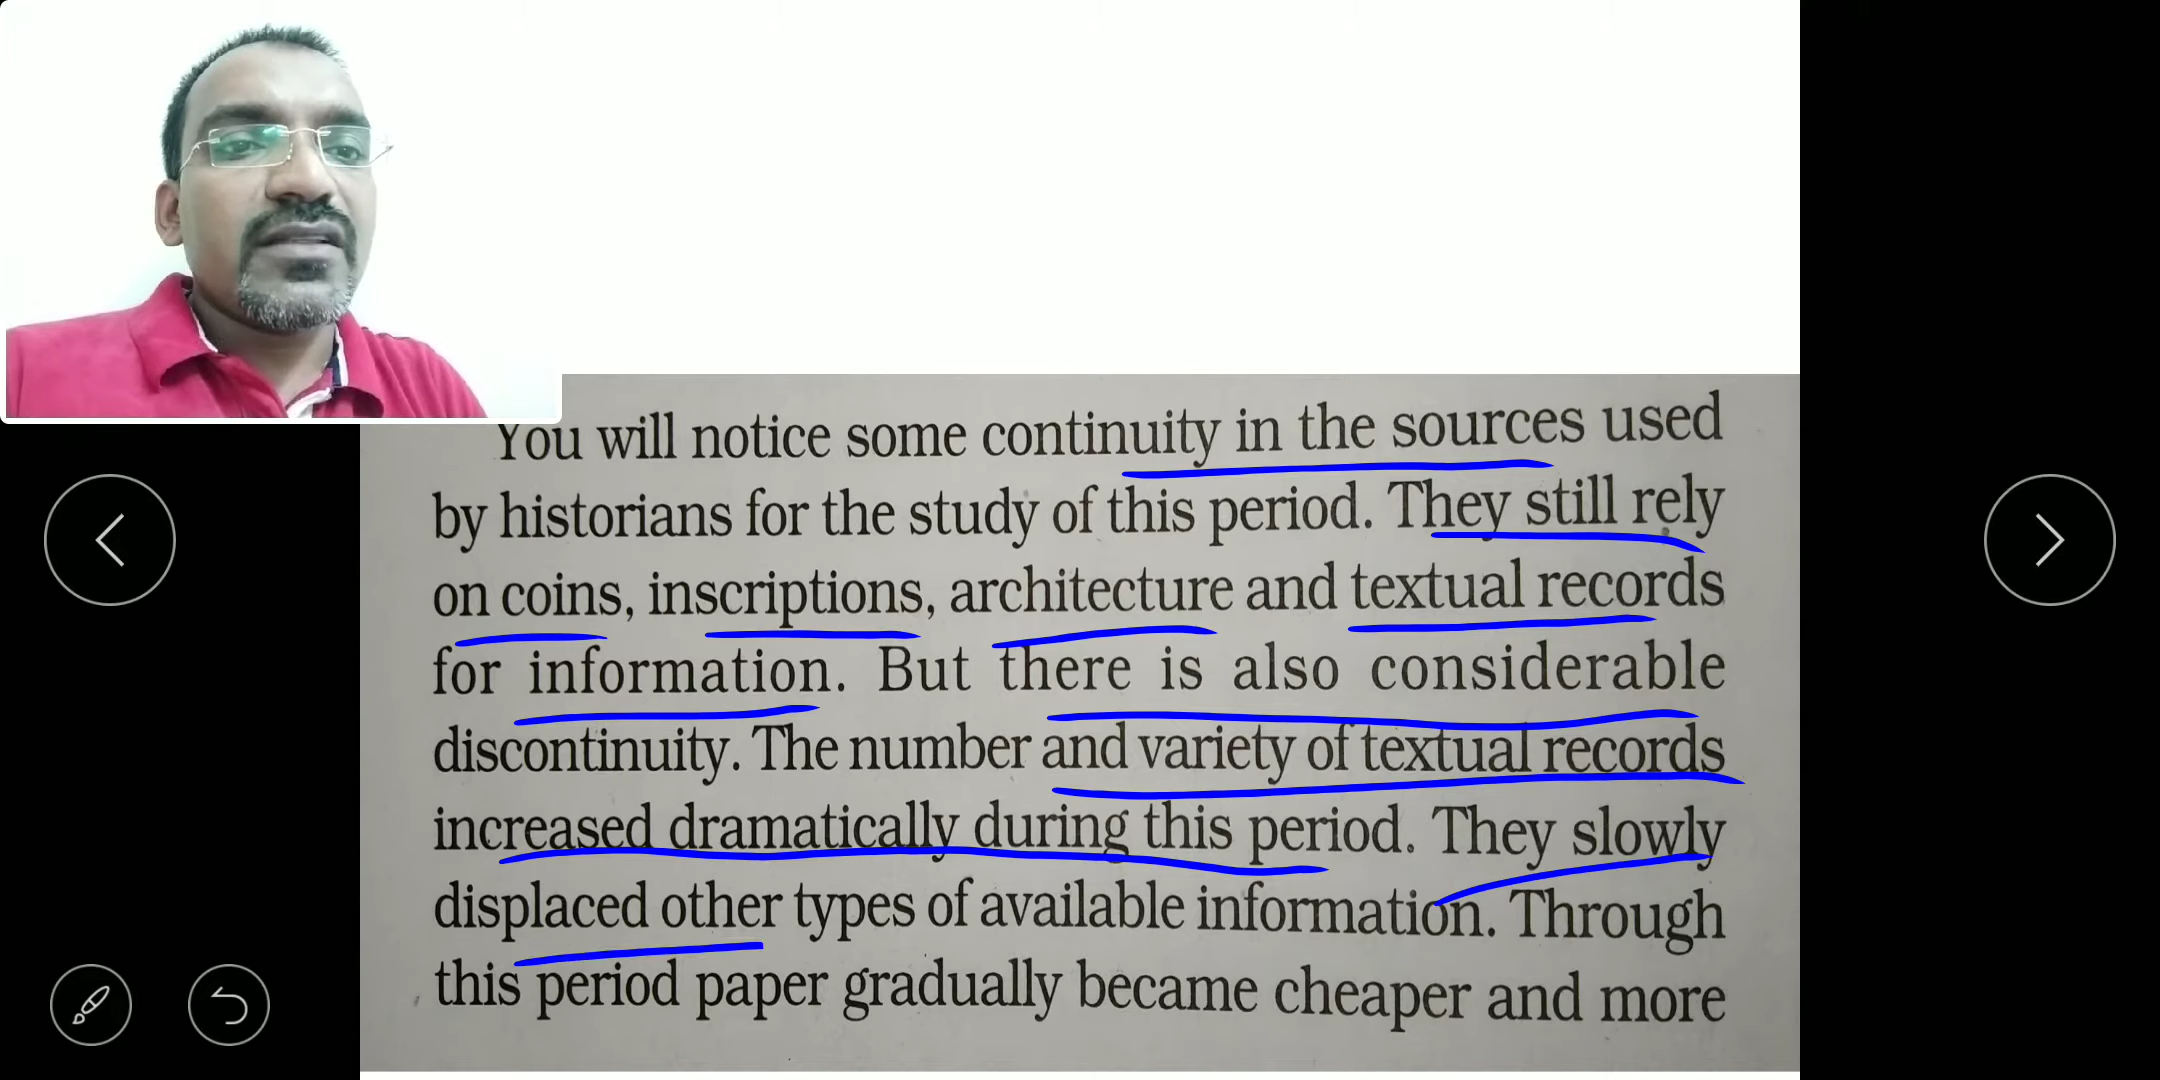 You will notice some continuity in the sources used
by historians for the study of this period. They still rely
on coins, inscriptions, architecture and textual records
for information. But there is also considerable
discontinuity. The number and variety of textual records
increased dramatically during this period. They slowly
displaced other types of available information. Through
this period paper gradually became cheaper and more